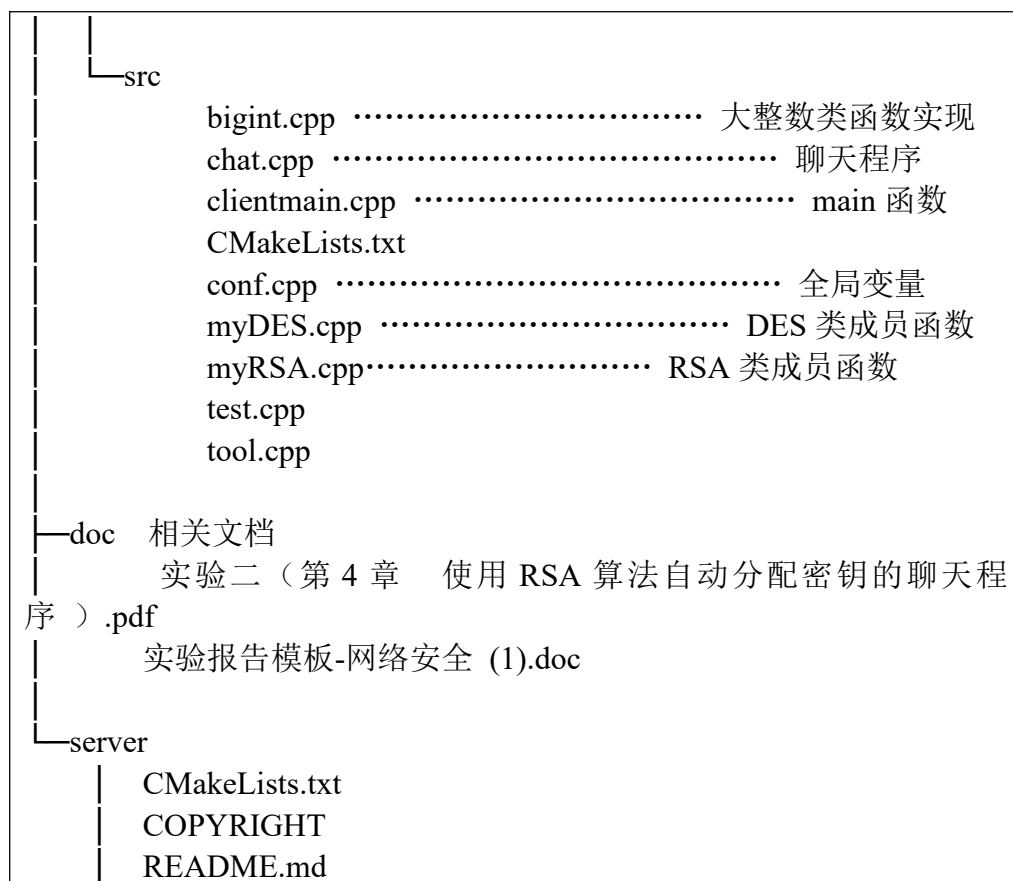 │ │
│ └─src
│ bigint.cpp ································· 大整数类函数实现
│ chat.cpp ·········································· 聊天程序
│ clientmain.cpp ···································· main 函数
│ CMakeLists.txt
│ conf.cpp ·········································· 全局变量
│ myDES.cpp ································· DES 类成员函数
│ myRSA.cpp··························· RSA 类成员函数
│ test.cpp
│ tool.cpp
│
├─doc 相关文档
│ 实验二（第 4 章 使用 RSA 算法自动分配密钥的聊天程
序 ）.pdf
│ 实验报告模板-网络安全 (1).doc
│
└─server
│ CMakeLists.txt
│ COPYRIGHT
│ README.md